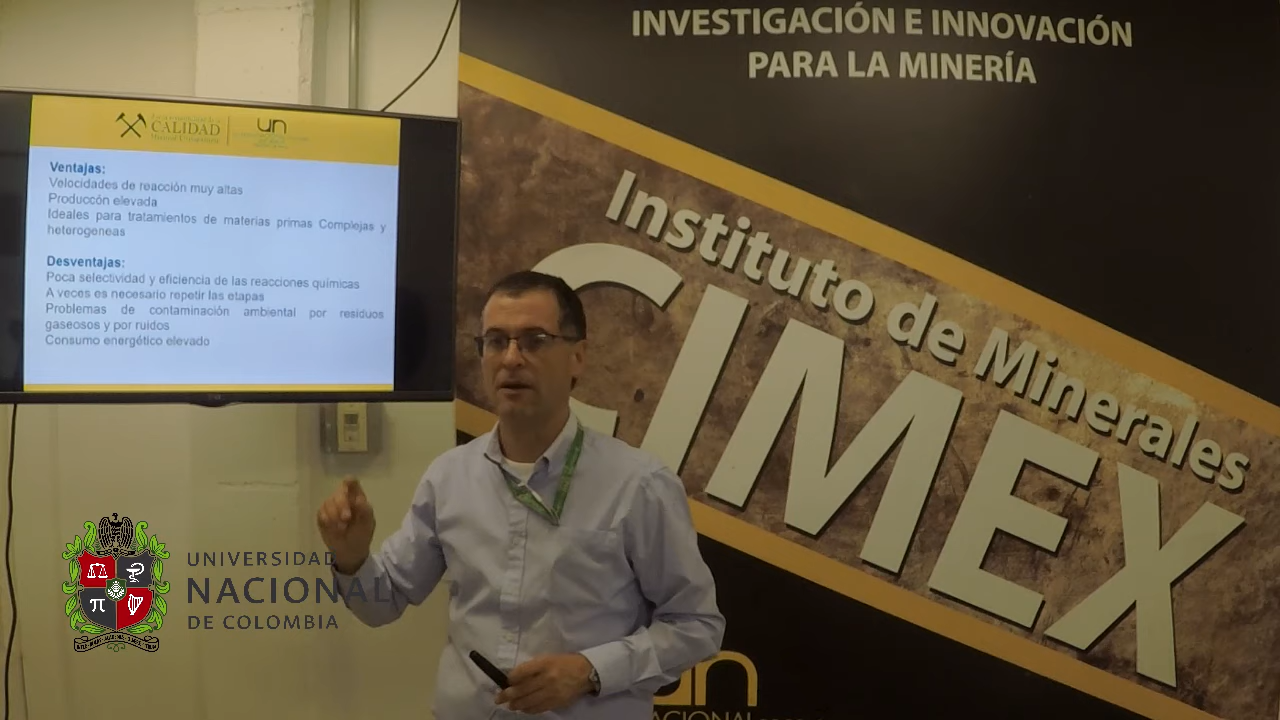 INVESTIGACIÓN E INNOVACIÓN
PARA LA MINERÍA
CALIDAD
un
Ventajas:
Velocidades de reacción muy altas
Produccón elevada
Ideales para tratamientos de materias primas Complejas y
heterogeneas
Desventajas:
Poca selectividad y eficiencia de las reacciones químicas
A veces es necesario repetir las etapas
Problemas de contaminación ambiental por residuos
gaseosos y por ruidos
Consumo energético elevado
Instituto de Minerales
CIMEX
UNIVERSIDAD
NACIONAL
DE COLOMBIA
un